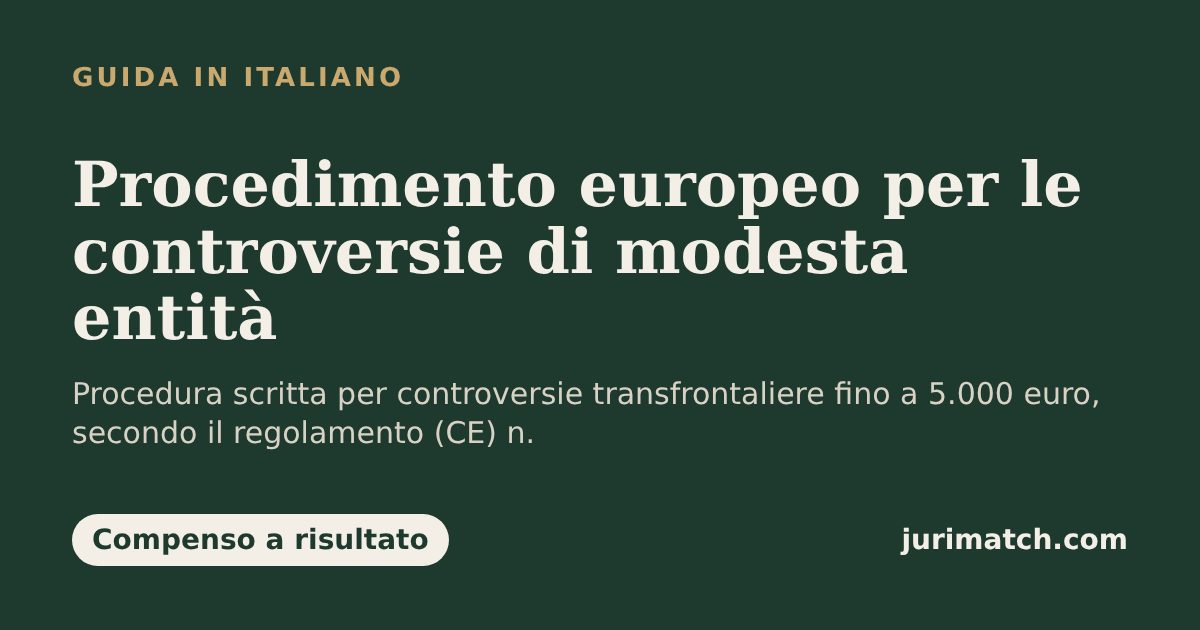 GUIDA IN ITALIANO
Procedimento europeo per le
controversie di modesta
entità
Procedura scritta per controversie transfrontaliere fino a 5.000 euro,
secondo il regolamento (CE) n.
Compenso a risultato
jurimatch.com